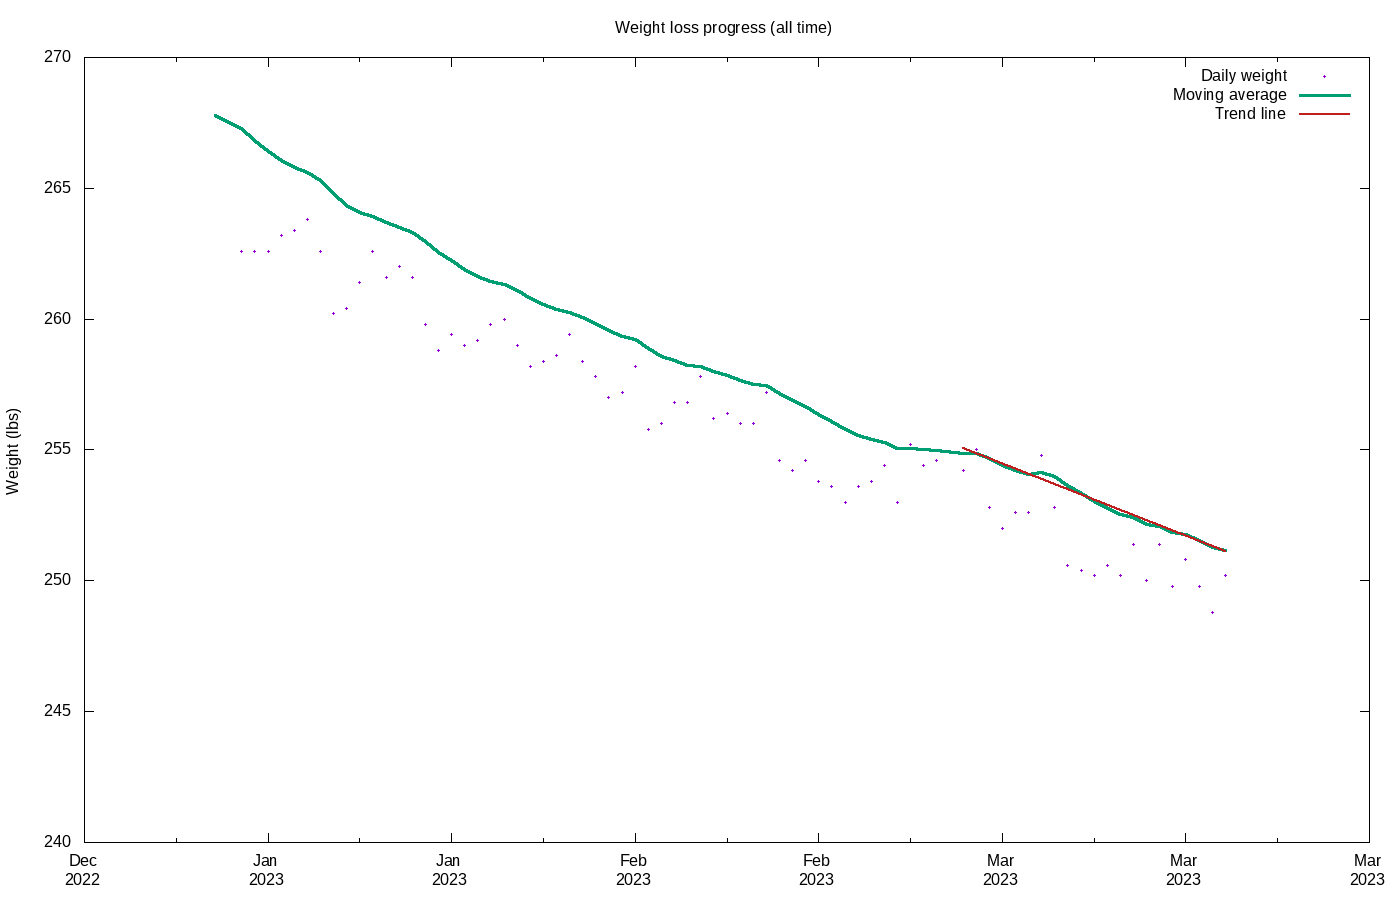 Weight loss progress (all time)
270
265
260
255
250
245
240
Weight (lbs)
Daily weight
Moving average
Trend line
Dec Jan Jan Feb Feb Mar Mar Mar
2022 2023 2023 2023 2023 2023 2023 2023